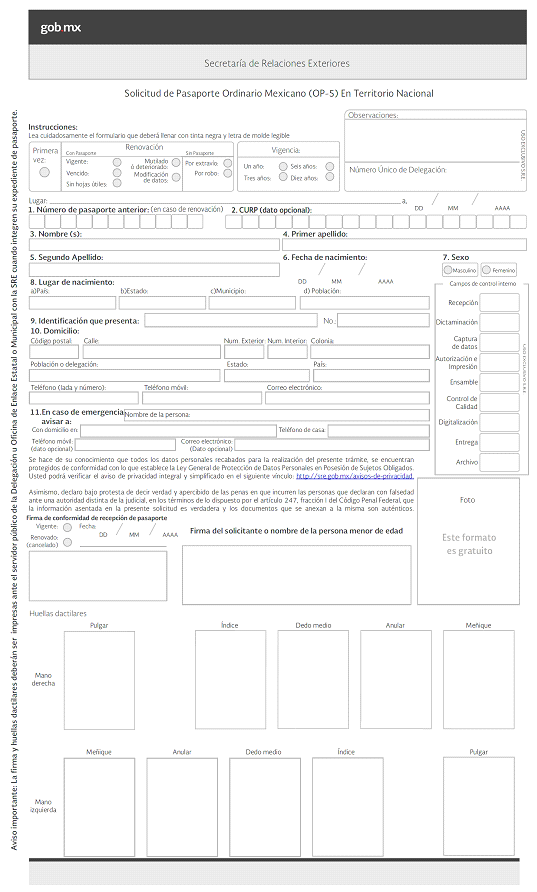 gob.mx
Secretaría de Relaciones Exteriores
Solicitud de Pasaporte Ordinario Mexicano (OP-5) En Territorio Nacional
Observaciones:
USO EXCLUSIVO S.R.E.
Instrucciones:
Lea cuidadosamente el formulario que deberá llenar con tinta negra y letra de molde legible
Primera vez:
Renovación
Con Pasaporte
Sin Pasaporte
Vigente:
Vencido:
Sin hojas útiles:
Mutilado ó deteriorado:
Modificación de datos:
Por extravío:
Por robo:
Vigencia:
Un año:
Seis años:
Tres años:
Diez años:
Número Único de Delegación:
Lugar: a, / /
DD MM AAAA
1. Número de pasaporte anterior: (en caso de renovación)
2. CURP (dato opcional):
3. Nombre (s):
4. Primer apellido:
5. Segundo Apellido:
6. Fecha de nacimiento:
/ /
DD MM AAAA
7. Sexo
Masculino
Femenino
8. Lugar de nacimiento:
a)País: b)Estado: c)Municipio: d) Población:
9. Identificación que presenta: No.:
10. Domicilio:
Código postal: Calle: Num. Exterior: Num. Interior: Colonia:
Población o delegación: Estado: País:
Teléfono (lada y número): Teléfono móvil: Correo electrónico:
11.En caso de emergencia avisar a:
Nombre de la persona:
Con domicilio en: Teléfono de casa:
Teléfono móvil: (dato opcional)
Correo electrónico: (Dato opcional)
Campos de control interno
Recepción
Dictaminación
Captura de datos
Autorización e Impresión
Ensamble
Control de Calidad
Digitalización
Entrega
Archivo
USO EXCLUSIVO S.R.E.
Se hace de su conocimiento que todos los datos personales recabados para la realización del presente trámite, se encuentran
protegidos de conformidad con lo que establece la Ley General de Protección de Datos Personales en Posesión de Sujetos Obligados.
Usted podrá verificar el aviso de privacidad integral y simplificado en el siguiente vínculo: http://sre.gob.mx/avisos-de-privacidad.
Asimismo, declaro bajo protesta de decir verdad y apercibido de las penas en que incurren las personas que declaran con falsedad
ante una autoridad distinta de la judicial, en los términos de lo dispuesto por el artículo 247, fracción I del Código Penal Federal, que
la información asentada en la presente solicitud es verdadera y los documentos que se anexan a la misma son auténticos.
Foto
Este formato
es gratuito
Firma de conformidad de recepción de pasaporte
Vigente: Fecha: / /
DD MM AAAA
Renovado: (cancelado)
Firma del solicitante o nombre de la persona menor de edad
Huellas dactilares
Pulgar Índice Dedo medio Anular Meñique
Mano
derecha
Meñique Anular Dedo medio Índice Pulgar
Mano
izquierda
Aviso importante: La firma y huellas dactilares deberán ser impresas ante el servidor público de la Delegación u Oficina de Enlace Estatal o Municipal con la SRE cuando integren su expediente de pasaporte.